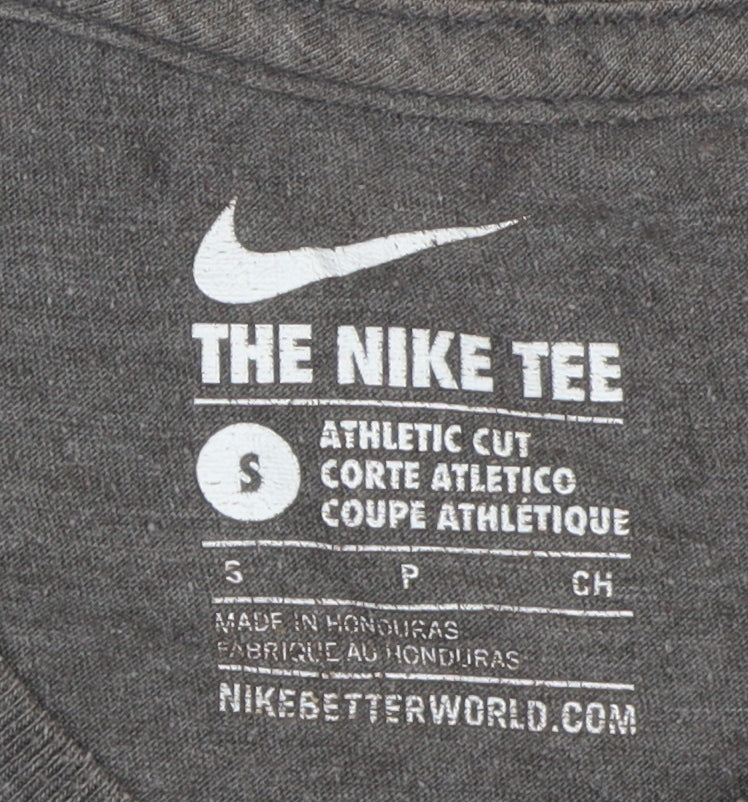 THE NIKE TEE
S
ATHLETIC CUT
CORTE ATLETICO
COUPE ATHLÉTIQUE
S P CH
MADE IN HONDURAS
FABRIQUE AU HONDURAS
NIKEBETTERWORLD.COM